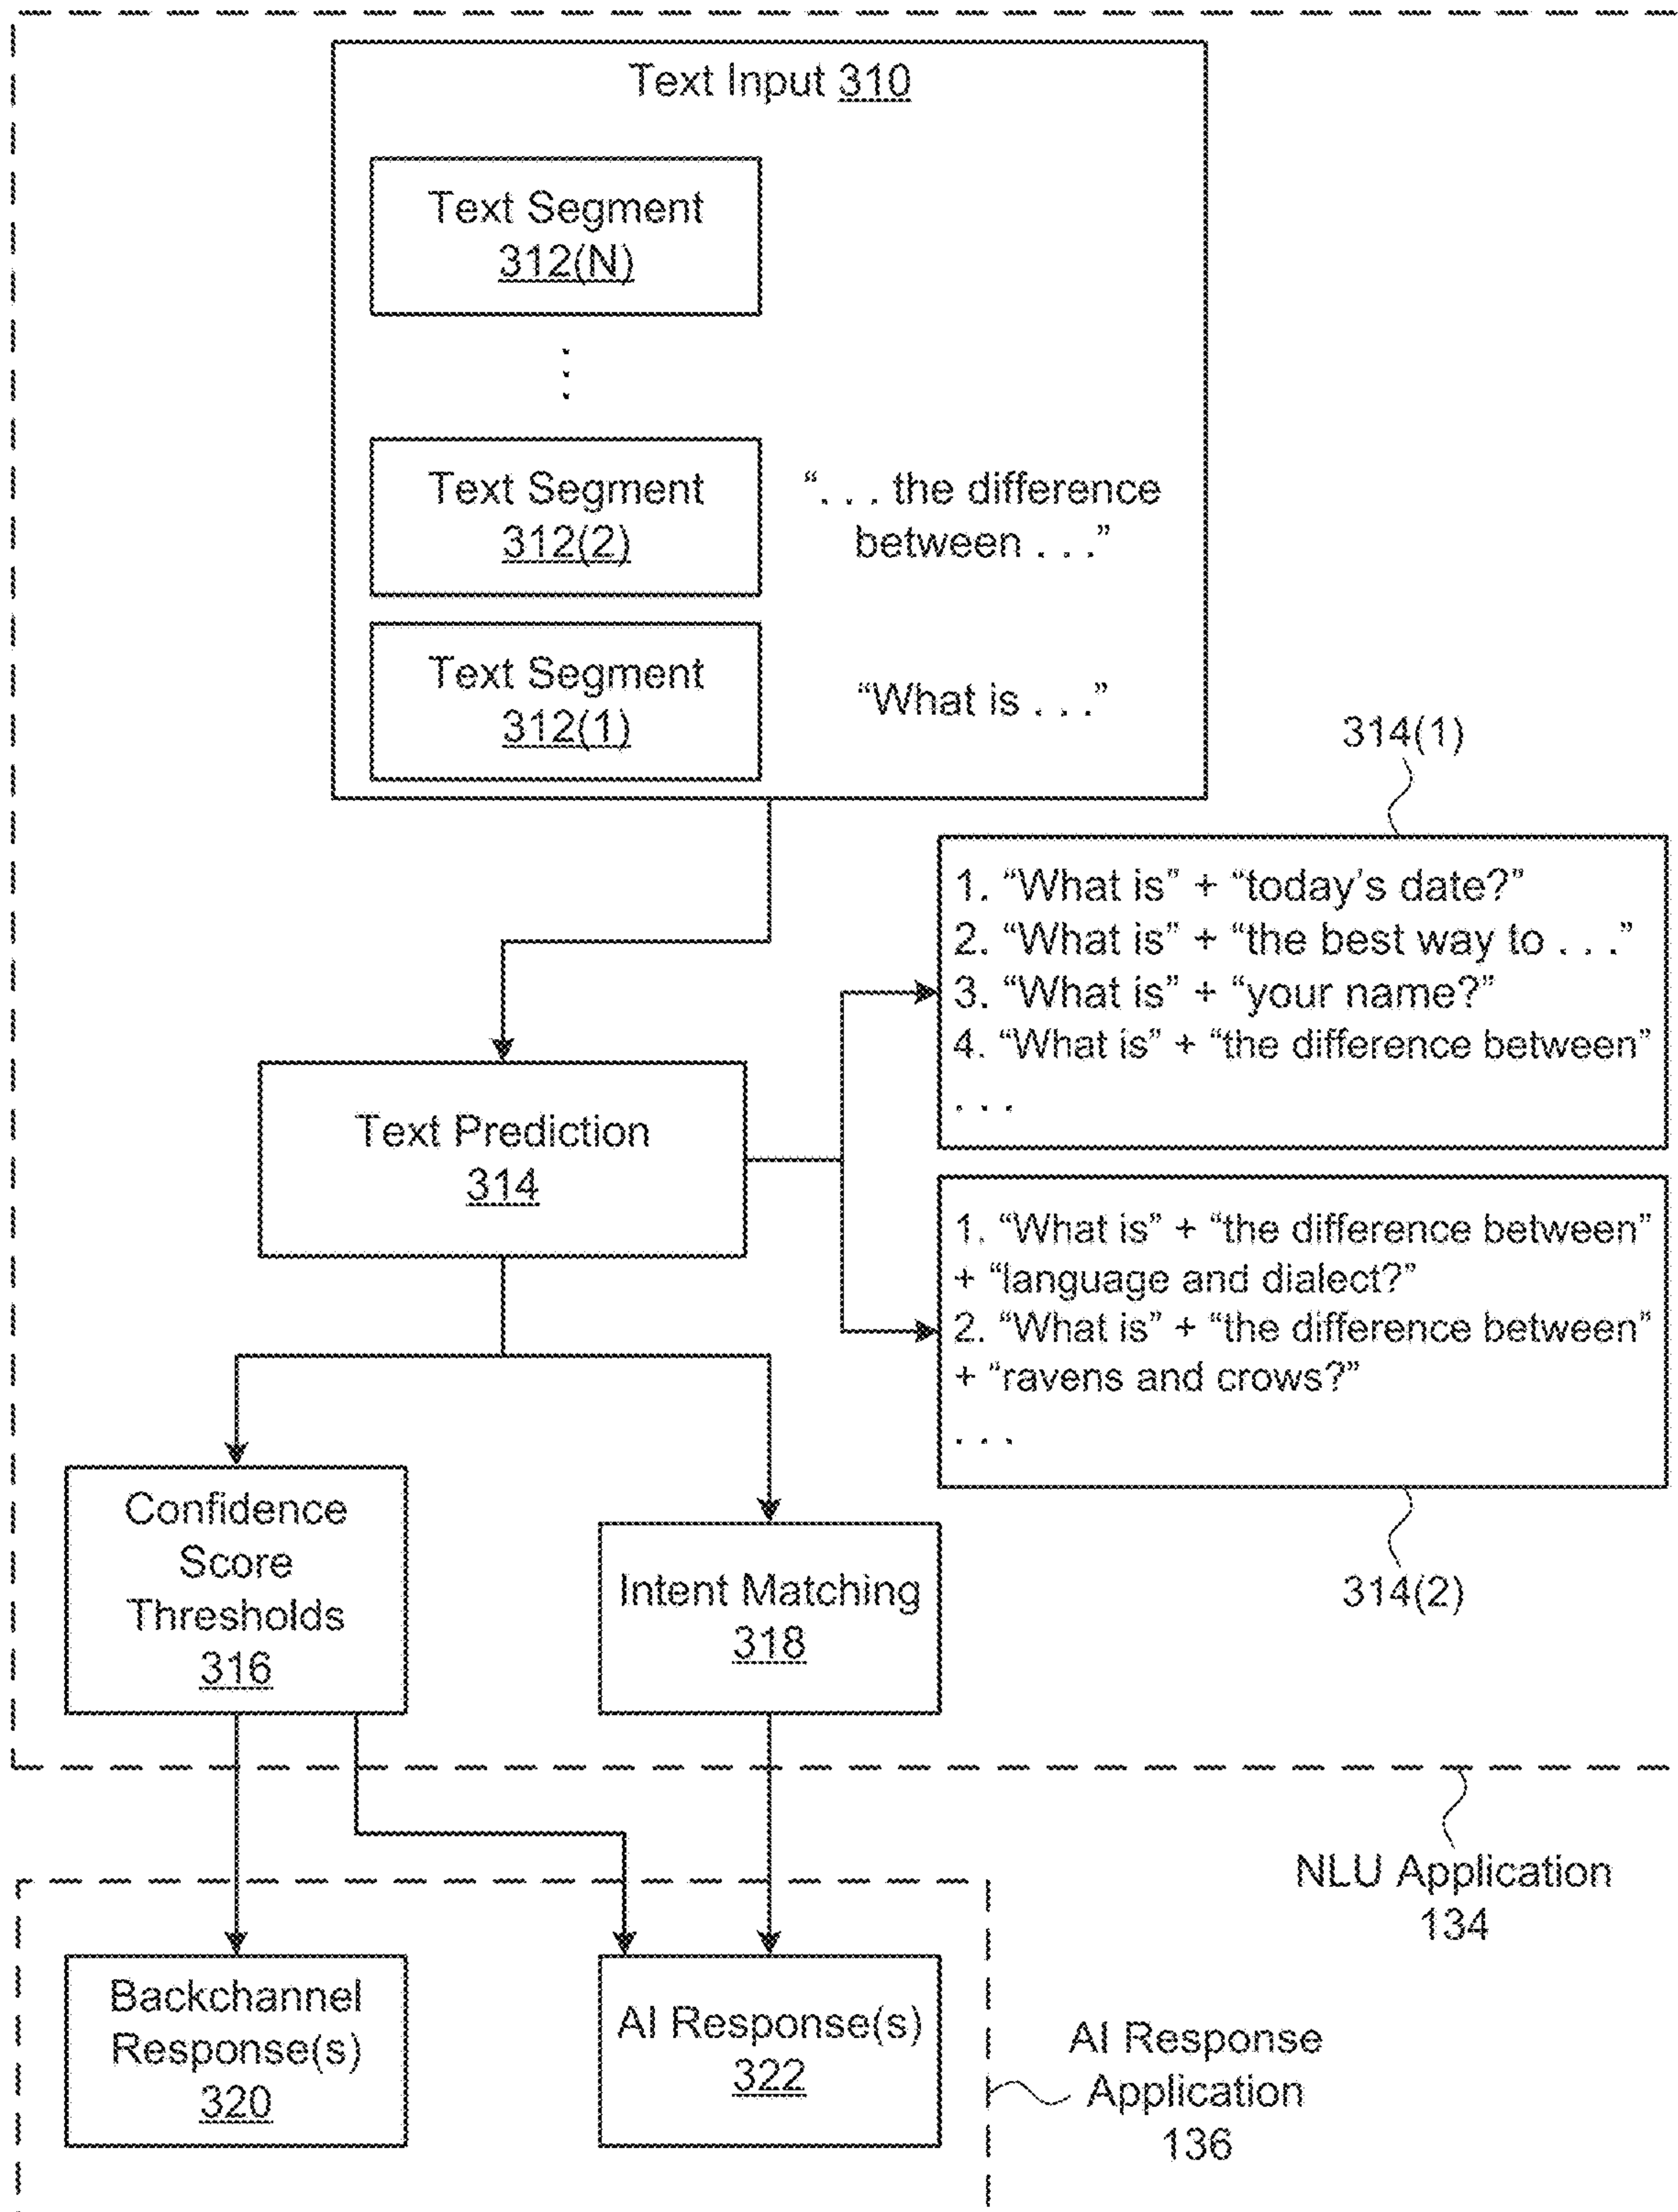 Text Input 310
Text Segment
312(N)
.
.
.
Text Segment
312(2)
“. . . the difference
between . . .”
Text Segment
312(1)
“What is . . .”
314(1)
1. “What is” + “today’s date?”
2. “What is” + “the best way to . . .”
3. “What is” + “your name?”
4. “What is” + “the difference between”
. . .
Text Prediction
314
1. “What is” + “the difference between”
+ “language and dialect?”
2. “What is” + “the difference between”
+ “ravens and crows?”
. . .
314(2)
Confidence
Score
Thresholds
316
Intent Matching
318
NLU Application
134
Backchannel
Response(s)
320
AI Response(s)
322
AI Response
Application
136